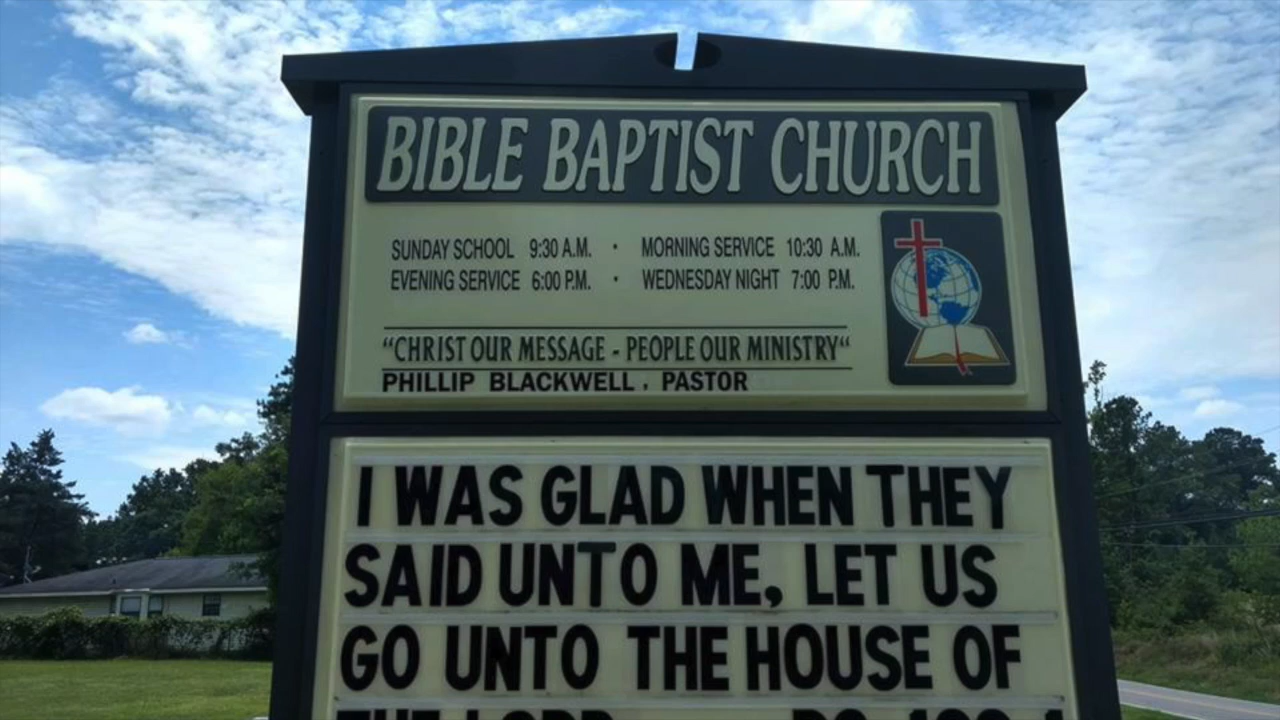 BIBLE BAPTIST CHURCH
SUNDAY SCHOOL 9:30 A.M. · MORNING SERVICE 10:30 A.M.
EVENING SERVICE 6:00 P.M. · WEDNESDAY NIGHT 7:00 P.M.
“CHRIST OUR MESSAGE - PEOPLE OUR MINISTRY“
PHILLIP BLACKWELL . PASTOR
I WAS GLAD WHEN THEY
SAID UNTO ME, LET US
GO UNTO THE HOUSE OF
THE LORD